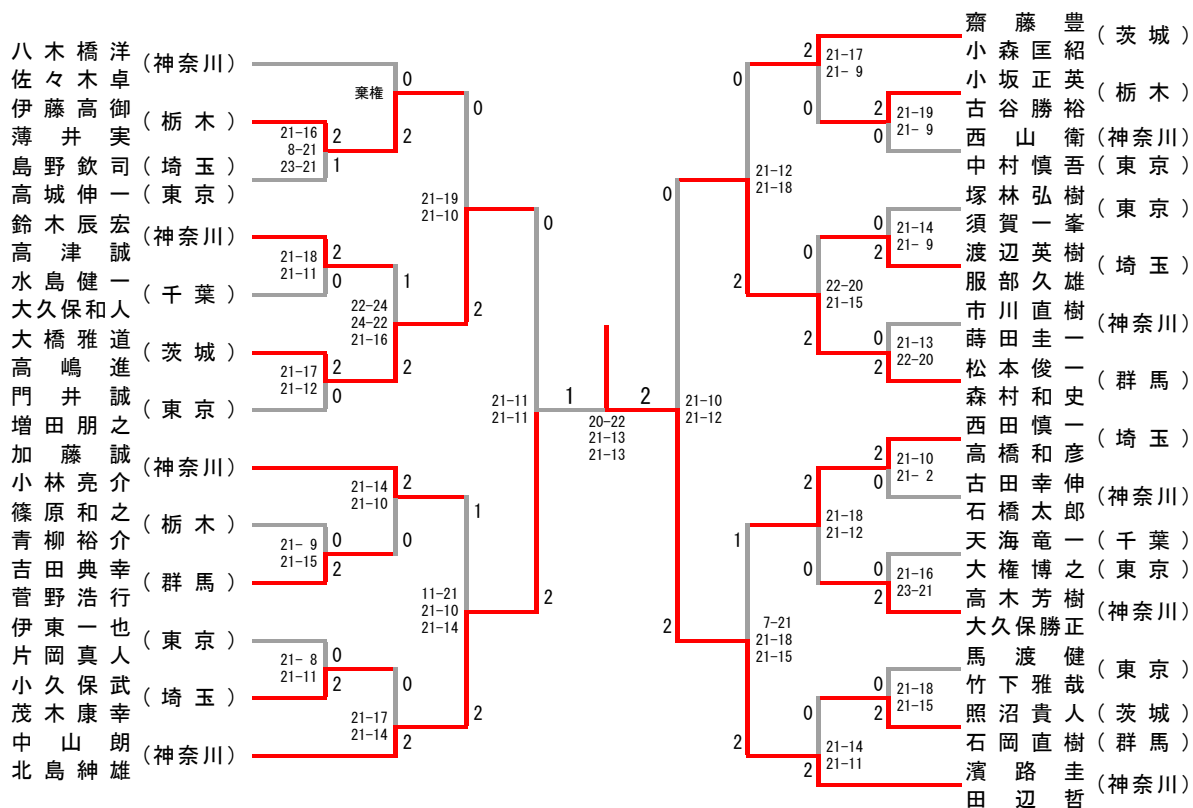 八木橋洋
佐々木卓
(神奈川)
伊藤高御
薄井実
(栃木)
島野欽司
(埼玉)
高城伸一
(東京)
鈴木辰宏
高津誠
(神奈川)
水島健一
大久保和人
(千葉)
大橋雅道
高嶋進
(茨城)
門井誠
増田朋之
(東京)
加藤誠
小林亮介
(神奈川)
篠原和之
青柳裕介
(栃木)
吉田典幸
菅野浩行
(群馬)
伊東一也
片岡真人
(東京)
小久保武
茂木康幸
(埼玉)
中山朗
北島紳雄
(神奈川)
0
棄権
2
21-16
8-21
23-21
2
1
0
21-19
21-10
2
21-18
21-11
2
0
1
22-24
24-22
21-16
2
21-17
21-12
2
0
0
21-11
21-11
2
2
21-14
21-10
0
21- 9
21-15
0
2
1
11-21
21-10
21-14
2
21- 8
21-11
0
2
0
21-17
21-14
2
1
2
20-22
21-13
21-13
0
21-10
21-12
2
0
21-12
21-18
2
2
21-17
21- 9
0
2
21-19
21- 9
0
0
22-20
21-15
2
0
21-14
21- 9
2
0
21-13
22-20
2
1
7-21
21-18
21-15
2
2
21-18
21-12
0
2
21-10
21- 2
0
0
21-16
23-21
2
0
21-14
21-11
2
0
21-18
21-15
2
齋藤豊
小森匡紹
(茨城)
小坂正英
古谷勝裕
(栃木)
西山衛
(神奈川)
中村慎吾
(東京)
塚林弘樹
須賀一峯
(東京)
渡辺英樹
服部久雄
(埼玉)
市川直樹
蒔田圭一
(神奈川)
松本俊一
森村和史
(群馬)
西田慎一
高橋和彦
(埼玉)
古田幸伸
石橋太郎
(神奈川)
天海竜一
(千葉)
大権博之
(東京)
高木芳樹
大久保勝正
(神奈川)
馬渡健
竹下雅哉
(東京)
照沼貴人
(茨城)
石岡直樹
(群馬)
濱路圭
田辺哲
(神奈川)